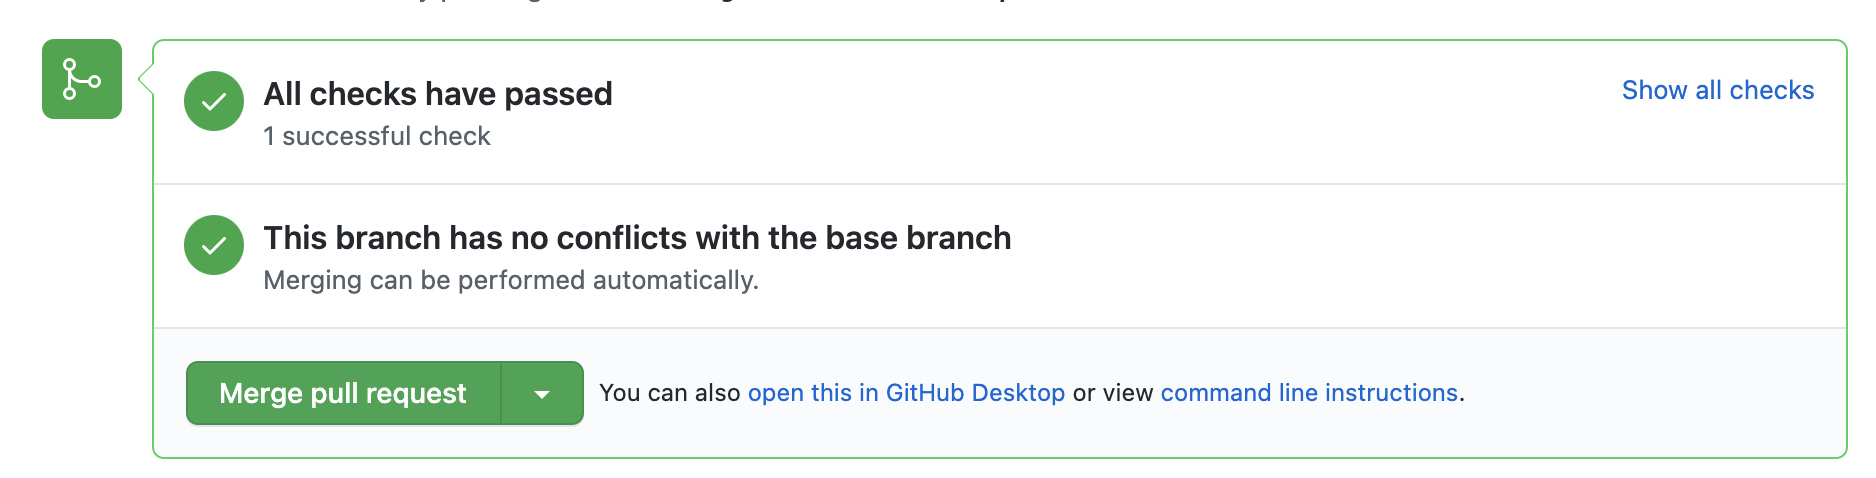 All checks have passed
Show all checks
1 successful check
This branch has no conflicts with the base branch
Merging can be performed automatically.
Merge pull request
You can also open this in GitHub Desktop or view command line instructions.